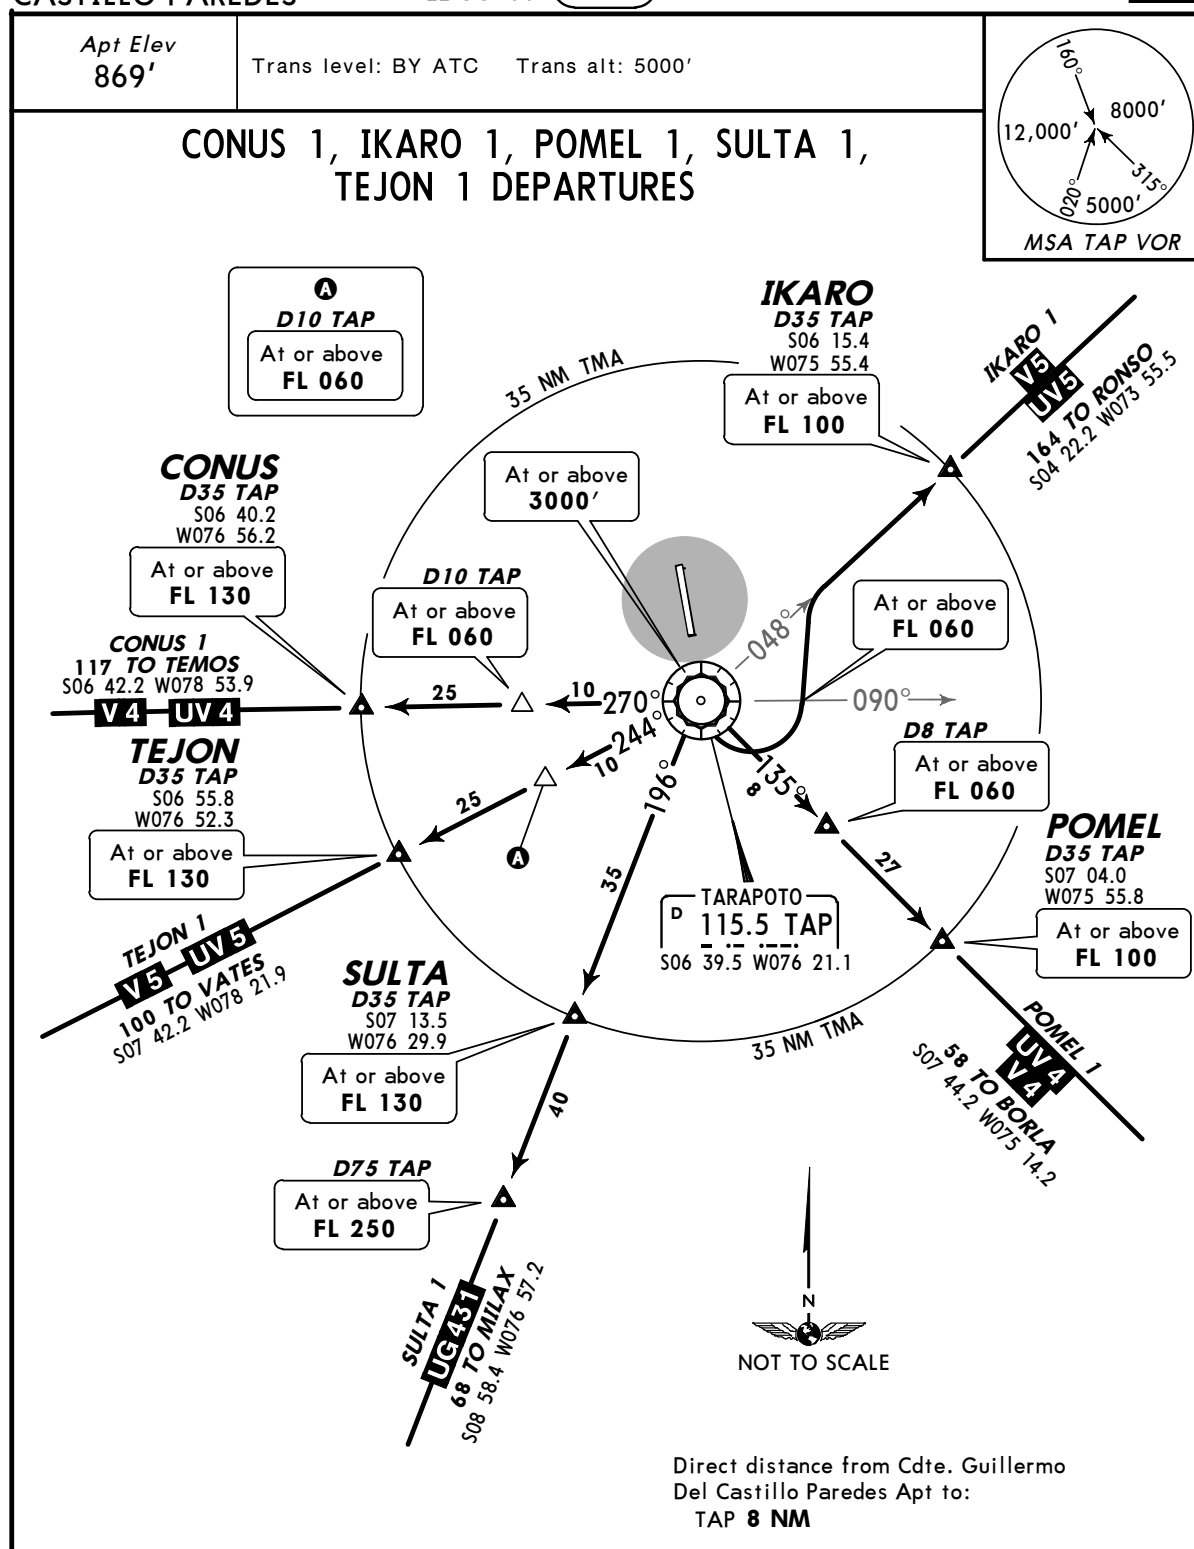 Apt Elev
869'
Trans level: BY ATC Trans alt: 5000'
160°
8000'
12,000'
315°
020°
5000'
MSA TAP VOR
CONUS 1, IKARO 1, POMEL 1, SULTA 1,
TEJON 1 DEPARTURES
A
D10 TAP
At or above
FL 060
35 NM TMA
IKARO
D35 TAP
S06 15.4
W075 55.4
At or above
FL 100
IKARO 1
V5
UV5
164 TO RONSO
S04 22.2 W073 55.5
CONUS
D35 TAP
S06 40.2
W076 56.2
At or above
FL 130
At or above
3000'
D10 TAP
At or above
FL 060
At or above
FL 060
CONUS 1
117 TO TEMOS
S06 42.2 W078 53.9
V4 UV4
25
10
270°
048°
090°
TEJON
D35 TAP
S06 55.8
W076 52.3
At or above
FL 130
244°
10
25
A
196°
135°
8
D8 TAP
At or above
FL 060
27
POMEL
D35 TAP
S07 04.0
W075 55.8
At or above
FL 100
35
TARAPOTO
D 115.5 TAP
S06 39.5 W076 21.1
TEJON 1
V5 UV5
100 TO VATES
S07 42.2 W078 21.9
SULTA
D35 TAP
S07 13.5
W076 29.9
At or above
FL 130
35 NM TMA
POMEL 1
UV4
V4
58 TO BORLA
S07 44.2 W075 14.2
40
D75 TAP
At or above
FL 250
SULTA 1
UG431
68 TO MILAX
S08 58.4 W076 57.2
N
NOT TO SCALE
Direct distance from Cdte. Guillermo
Del Castillo Paredes Apt to:
TAP 8 NM